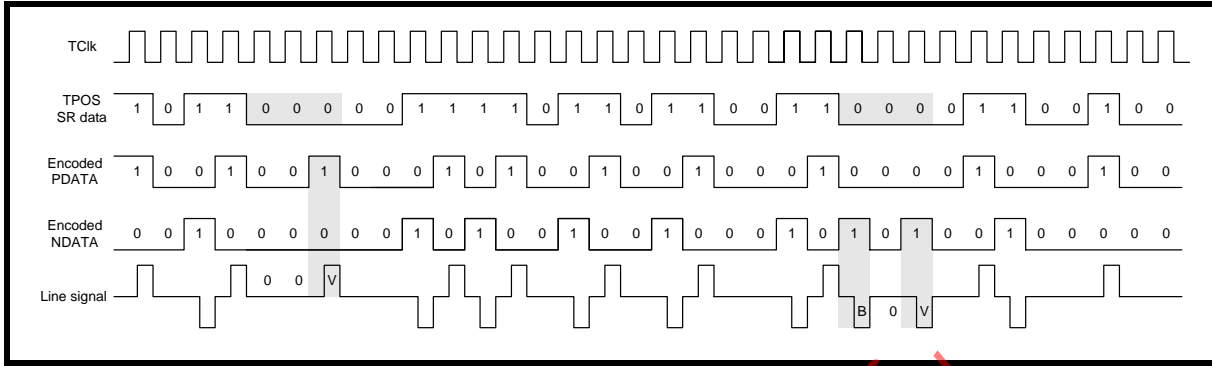 TClk
TPOS
SR data
1 0 1 1 0 0 0 0 0 1 1 1 1 0 1 1 0 1 1 0 0 1 1 0 0 0 0 1 1 0 0 1 0 0
Encoded
PDATA
1 0 0 1 0 0 1 0 0 0 1 0 1 0 0 1 0 0 1 0 0 0 1 0 0 0 0 1 0 0 0 1 0 0
Encoded
NDATA
0 0 1 0 0 0 0 0 0 1 0 1 0 0 1 0 0 1 0 0 0 1 0 1 0 1 0 0 1 0 0 0 0 0
Line signal
0 0 V B 0 V